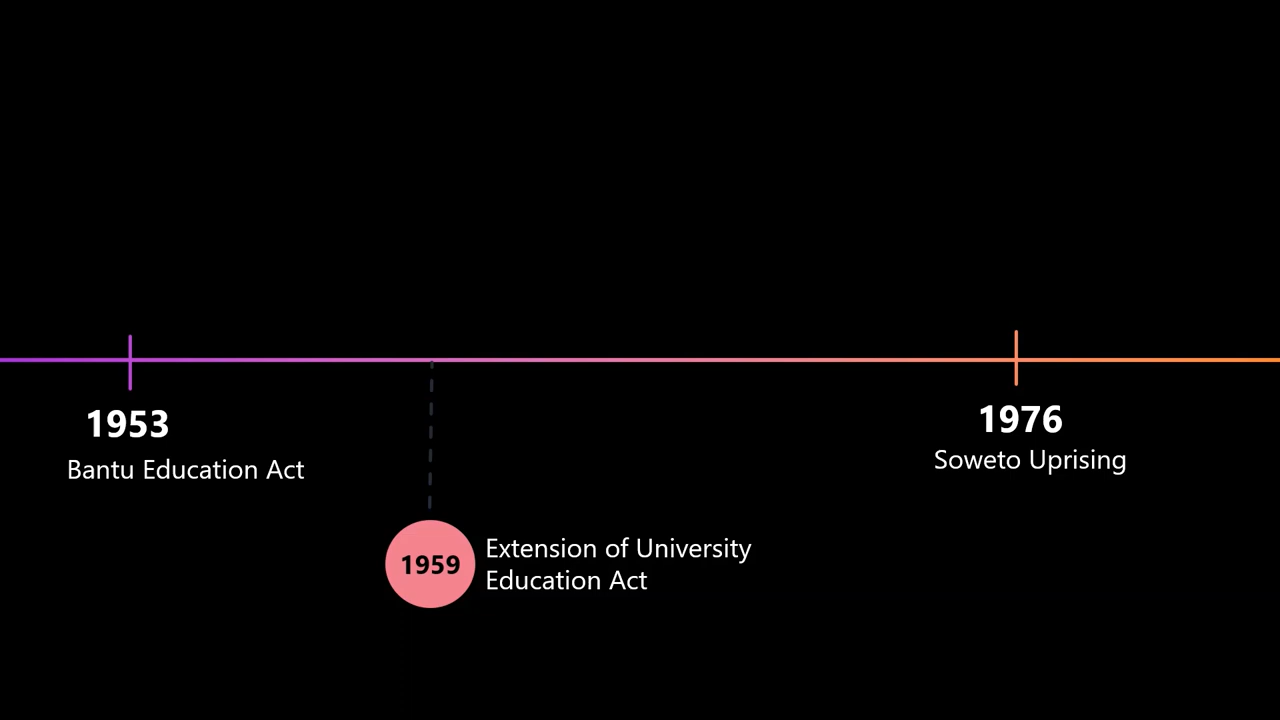 1953
Bantu Education Act
1976
Soweto Uprising
1959
Extension of University
Education Act